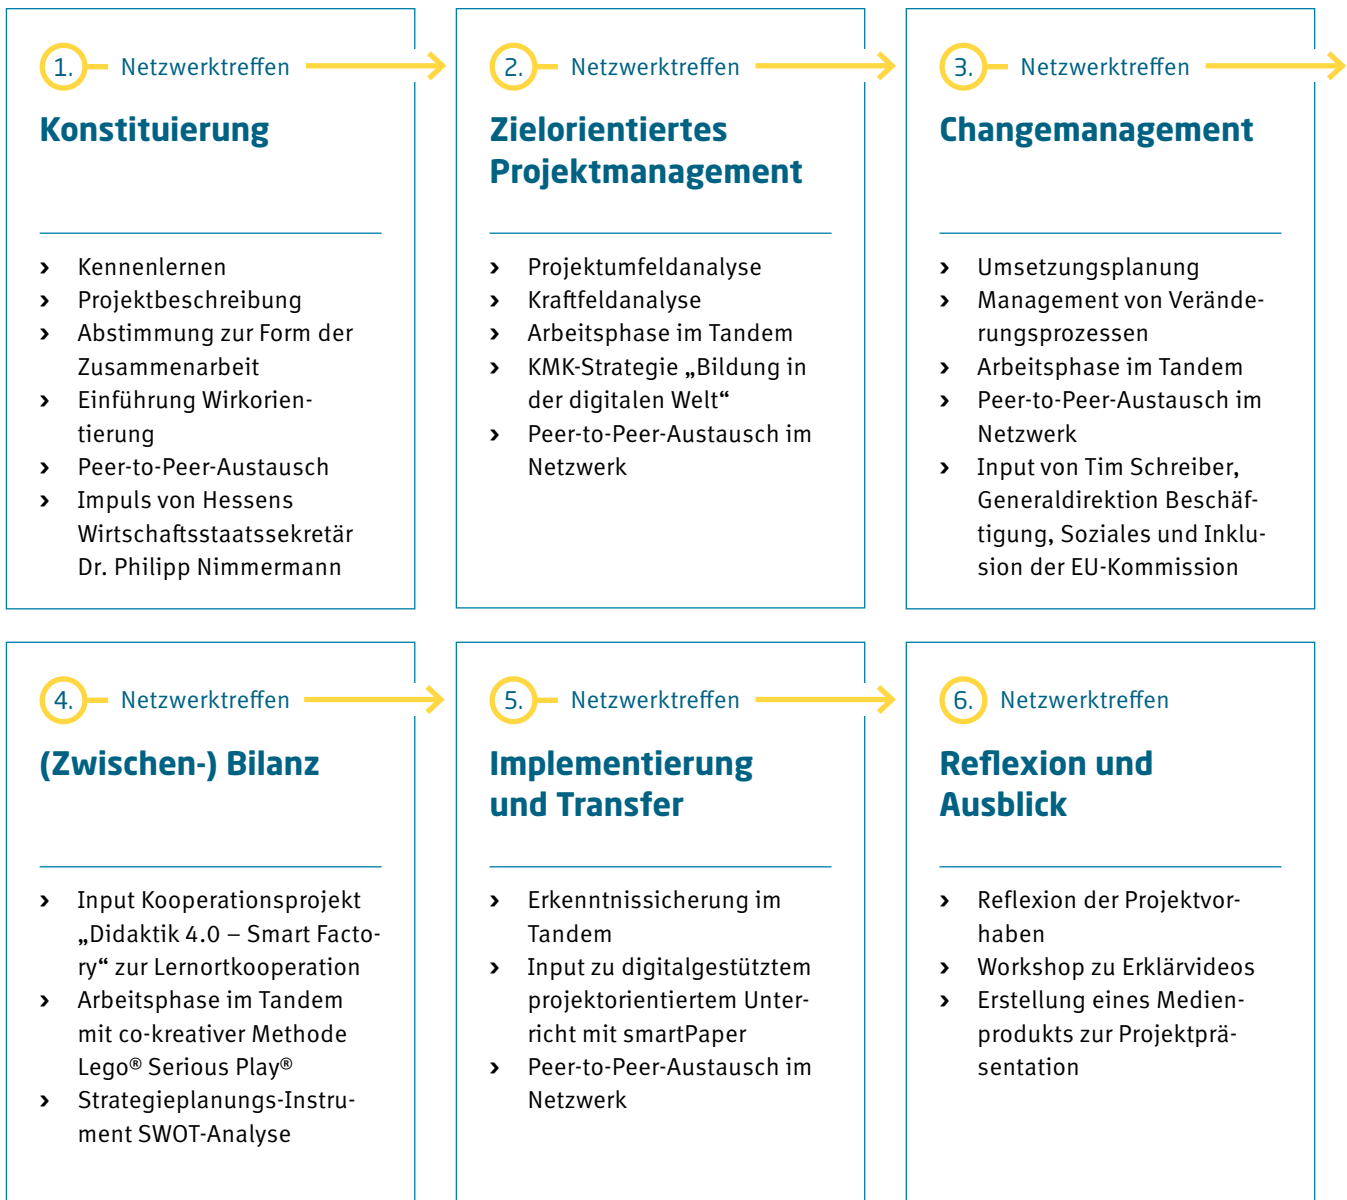 1. Netzwerktreffen
Konstituierung
› Kennenlernen
› Projektbeschreibung
› Abstimmung zur Form der
Zusammenarbeit
› Einführung Wirkorien-
tierung
› Peer-to-Peer-Austausch
› Impuls von Hessens
Wirtschaftsstaatssekretär
Dr. Philipp Nimmermann
2. Netzwerktreffen
Zielorientiertes
Projektmanagement
› Projektumfeldanalyse
› Kraftfeldanalyse
› Arbeitsphase im Tandem
› KMK-Strategie „Bildung in
der digitalen Welt“
› Peer-to-Peer-Austausch im
Netzwerk
3. Netzwerktreffen
Changemanagement
› Umsetzungsplanung
› Management von Verände-
rungsprozessen
› Arbeitsphase im Tandem
› Peer-to-Peer-Austausch im
Netzwerk
› Input von Tim Schreiber,
Generaldirektion Beschäf-
tigung, Soziales und Inklu-
sion der EU-Kommission
4. Netzwerktreffen
(Zwischen-) Bilanz
› Input Kooperationsprojekt
„Didaktik 4.0 – Smart Facto-
ry“ zur Lernortkooperation
› Arbeitsphase im Tandem
mit co-kreativer Methode
Lego® Serious Play®
› Strategieplanungs-Instru-
ment SWOT-Analyse
5. Netzwerktreffen
Implementierung
und Transfer
› Erkenntnissicherung im
Tandem
› Input zu digitalgestütztem
projektorientiertem Unter-
richt mit smartPaper
› Peer-to-Peer-Austausch im
Netzwerk
6. Netzwerktreffen
Reflexion und
Ausblick
› Reflexion der Projektvor-
haben
› Workshop zu Erklärvideos
› Erstellung eines Medien-
produkts zur Projektprä-
sentation